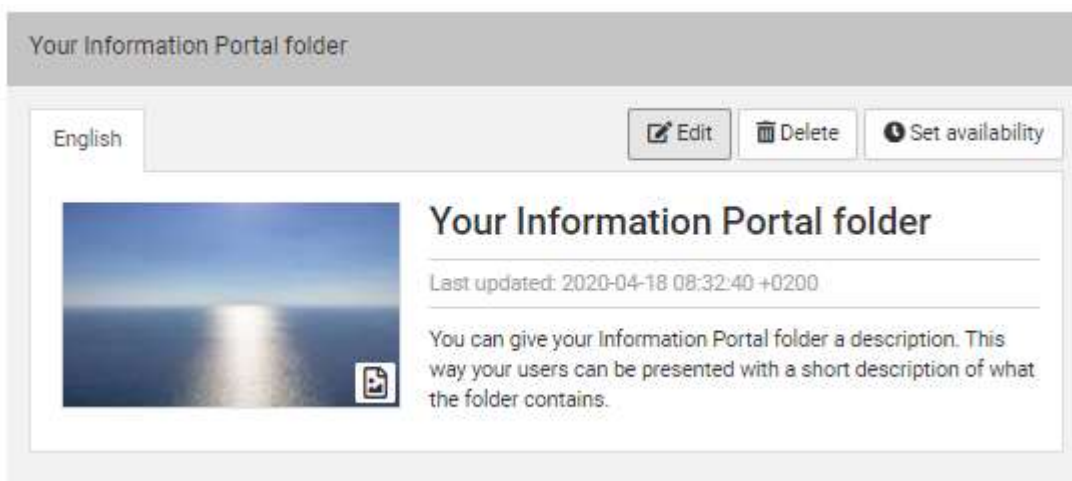 Your Information Portal folder
English
Edit
Delete
Set availability
Your Information Portal folder
Last updated: 2020-04-18 08:32:40 +0200
You can give your Information Portal folder a description. This
way your users can be presented with a short description of what
the folder contains.